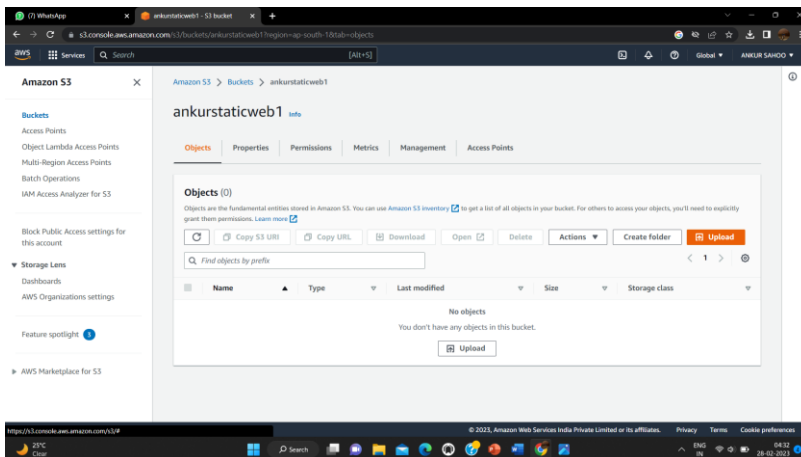 (7) WhatsApp
ankurstaticweb1 - S3 bucket
s3.console.aws.amazon.com/s3/buckets/ankurstaticweb1?region=ap-south-1&tab=objects
aws Services Search [Alt+S] Global ANKUR SAHOO
Amazon S3
Buckets
Access Points
Object Lambda Access Points
Multi-Region Access Points
Batch Operations
IAM Access Analyzer for S3
Block Public Access settings for
this account
Storage Lens
Dashboards
AWS Organizations settings
Feature spotlight 3
AWS Marketplace for S3
Amazon S3 > Buckets > ankurstaticweb1
ankurstaticweb1 Info
Objects Properties Permissions Metrics Management Access Points
Objects (0)
Objects are the fundamental entities stored in Amazon S3. You can use Amazon S3 inventory to get a list of all objects in your bucket. For others to access your objects, you'll need to explicitly
grant them permissions. Learn more
Copy S3 URI Copy URL Download Open Delete Actions Create folder Upload
Find objects by prefix < 1 >
Name Type Last modified Size Storage class
No objects
You don't have any objects in this bucket.
Upload
https://s3.console.aws.amazon.com/s3/#
© 2023, Amazon Web Services India Private Limited or its affiliates. Privacy Terms Cookie preferences
25°C
Clear
Search
ENG
IN
04:32
28-02-2023